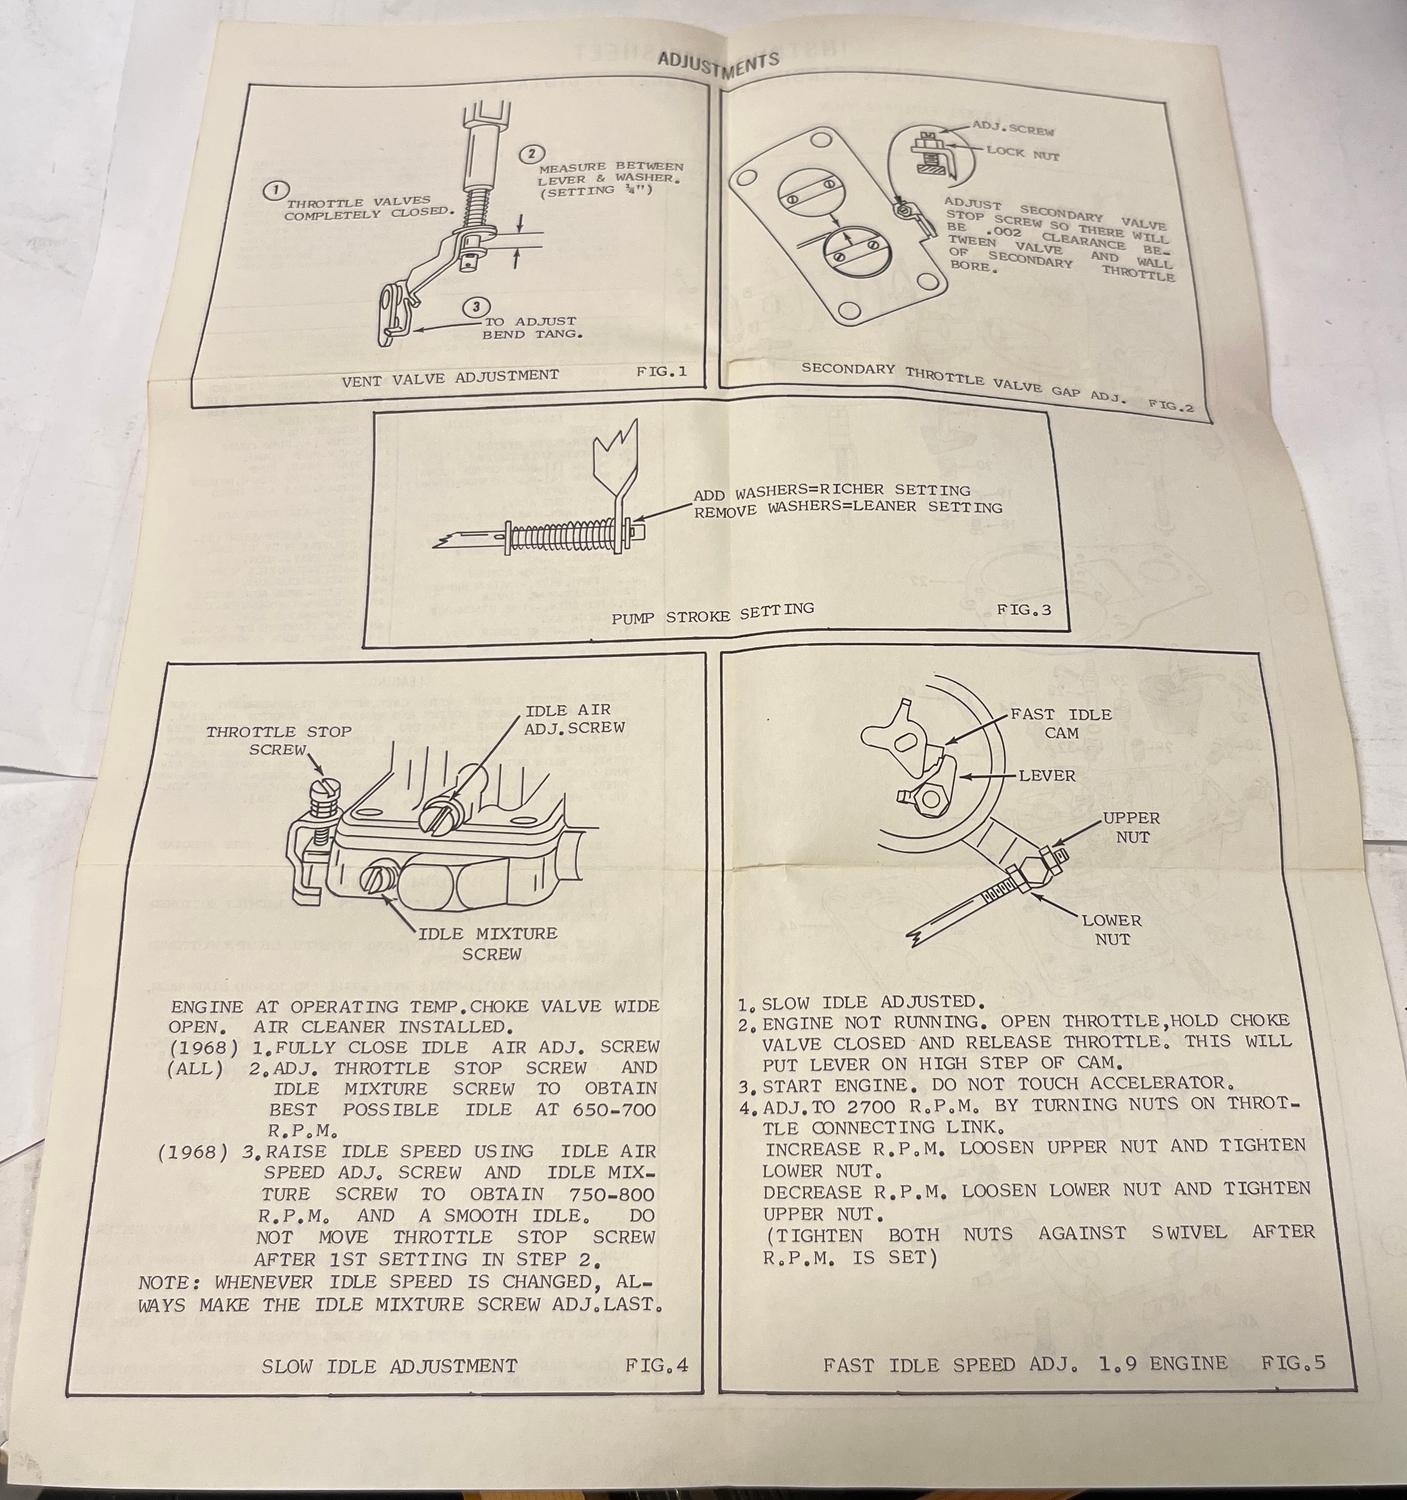 ADJUSTMENTS
1
THROTTLE VALVES
COMPLETELY CLOSED.
2
MEASURE BETWEEN
LEVER & WASHER.
(SETTING ¾")
3
TO ADJUST
BEND TANG.
VENT VALVE ADJUSTMENT FIG.1
ADJ.SCREW
LOCK NUT
ADJUST SECONDARY VALVE
STOP SCREW SO THERE WILL
BE .002 CLEARANCE BE-
TWEEN VALVE AND WALL
OF SECONDARY THROTTLE
BORE.
SECONDARY THROTTLE VALVE GAP ADJ. FIG.2
ADD WASHERS=RICHER SETTING
REMOVE WASHERS=LEANER SETTING
PUMP STROKE SETTING FIG.3
THROTTLE STOP
SCREW
IDLE AIR
ADJ.SCREW
IDLE MIXTURE
SCREW
ENGINE AT OPERATING TEMP.CHOKE VALVE WIDE
OPEN. AIR CLEANER INSTALLED.
(1968) 1.FULLY CLOSE IDLE AIR ADJ. SCREW
(ALL) 2.ADJ. THROTTLE STOP SCREW AND
IDLE MIXTURE SCREW TO OBTAIN
BEST POSSIBLE IDLE AT 650-700
R.P.M.
(1968) 3.RAISE IDLE SPEED USING IDLE AIR
SPEED ADJ. SCREW AND IDLE MIX-
TURE SCREW TO OBTAIN 750-800
R.P.M. AND A SMOOTH IDLE. DO
NOT MOVE THROTTLE STOP SCREW
AFTER 1ST SETTING IN STEP 2.
NOTE: WHENEVER IDLE SPEED IS CHANGED, AL-
WAYS MAKE THE IDLE MIXTURE SCREW ADJ.LAST.
SLOW IDLE ADJUSTMENT FIG.4
FAST IDLE
CAM
LEVER
UPPER
NUT
LOWER
NUT
1. SLOW IDLE ADJUSTED.
2. ENGINE NOT RUNNING. OPEN THROTTLE,HOLD CHOKE
VALVE CLOSED AND RELEASE THROTTLE. THIS WILL
PUT LEVER ON HIGH STEP OF CAM.
3. START ENGINE. DO NOT TOUCH ACCELERATOR.
4. ADJ.TO 2700 R.P.M. BY TURNING NUTS ON THROT-
TLE CONNECTING LINK.
INCREASE R.P.M. LOOSEN UPPER NUT AND TIGHTEN
LOWER NUT.
DECREASE R.P.M. LOOSEN LOWER NUT AND TIGHTEN
UPPER NUT.
(TIGHTEN BOTH NUTS AGAINST SWIVEL AFTER
R.P.M. IS SET)
FAST IDLE SPEED ADJ. 1.9 ENGINE FIG.5